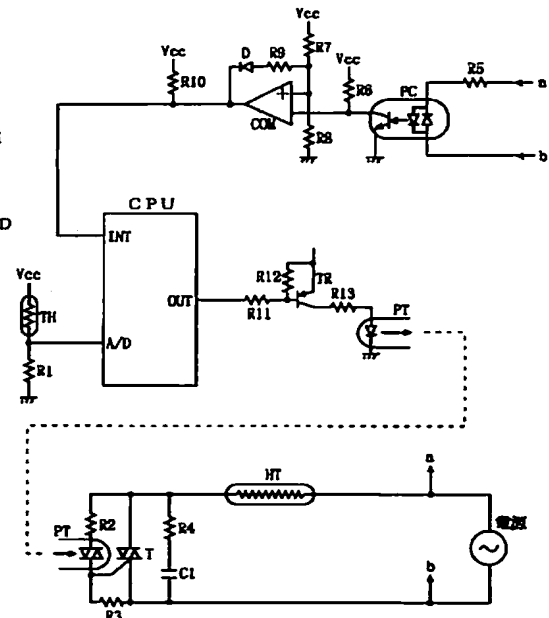 Vcc
Vcc
D
R9
R7
Vcc
R10
R6
PC
R5
a
COM
R8
b
CPU
D
INT
Vcc
TH
OUT
R12
TR
R13
R11
PT
A/D
R1
HT
a
PT
R2
T
R4
電源
C1
b
R3